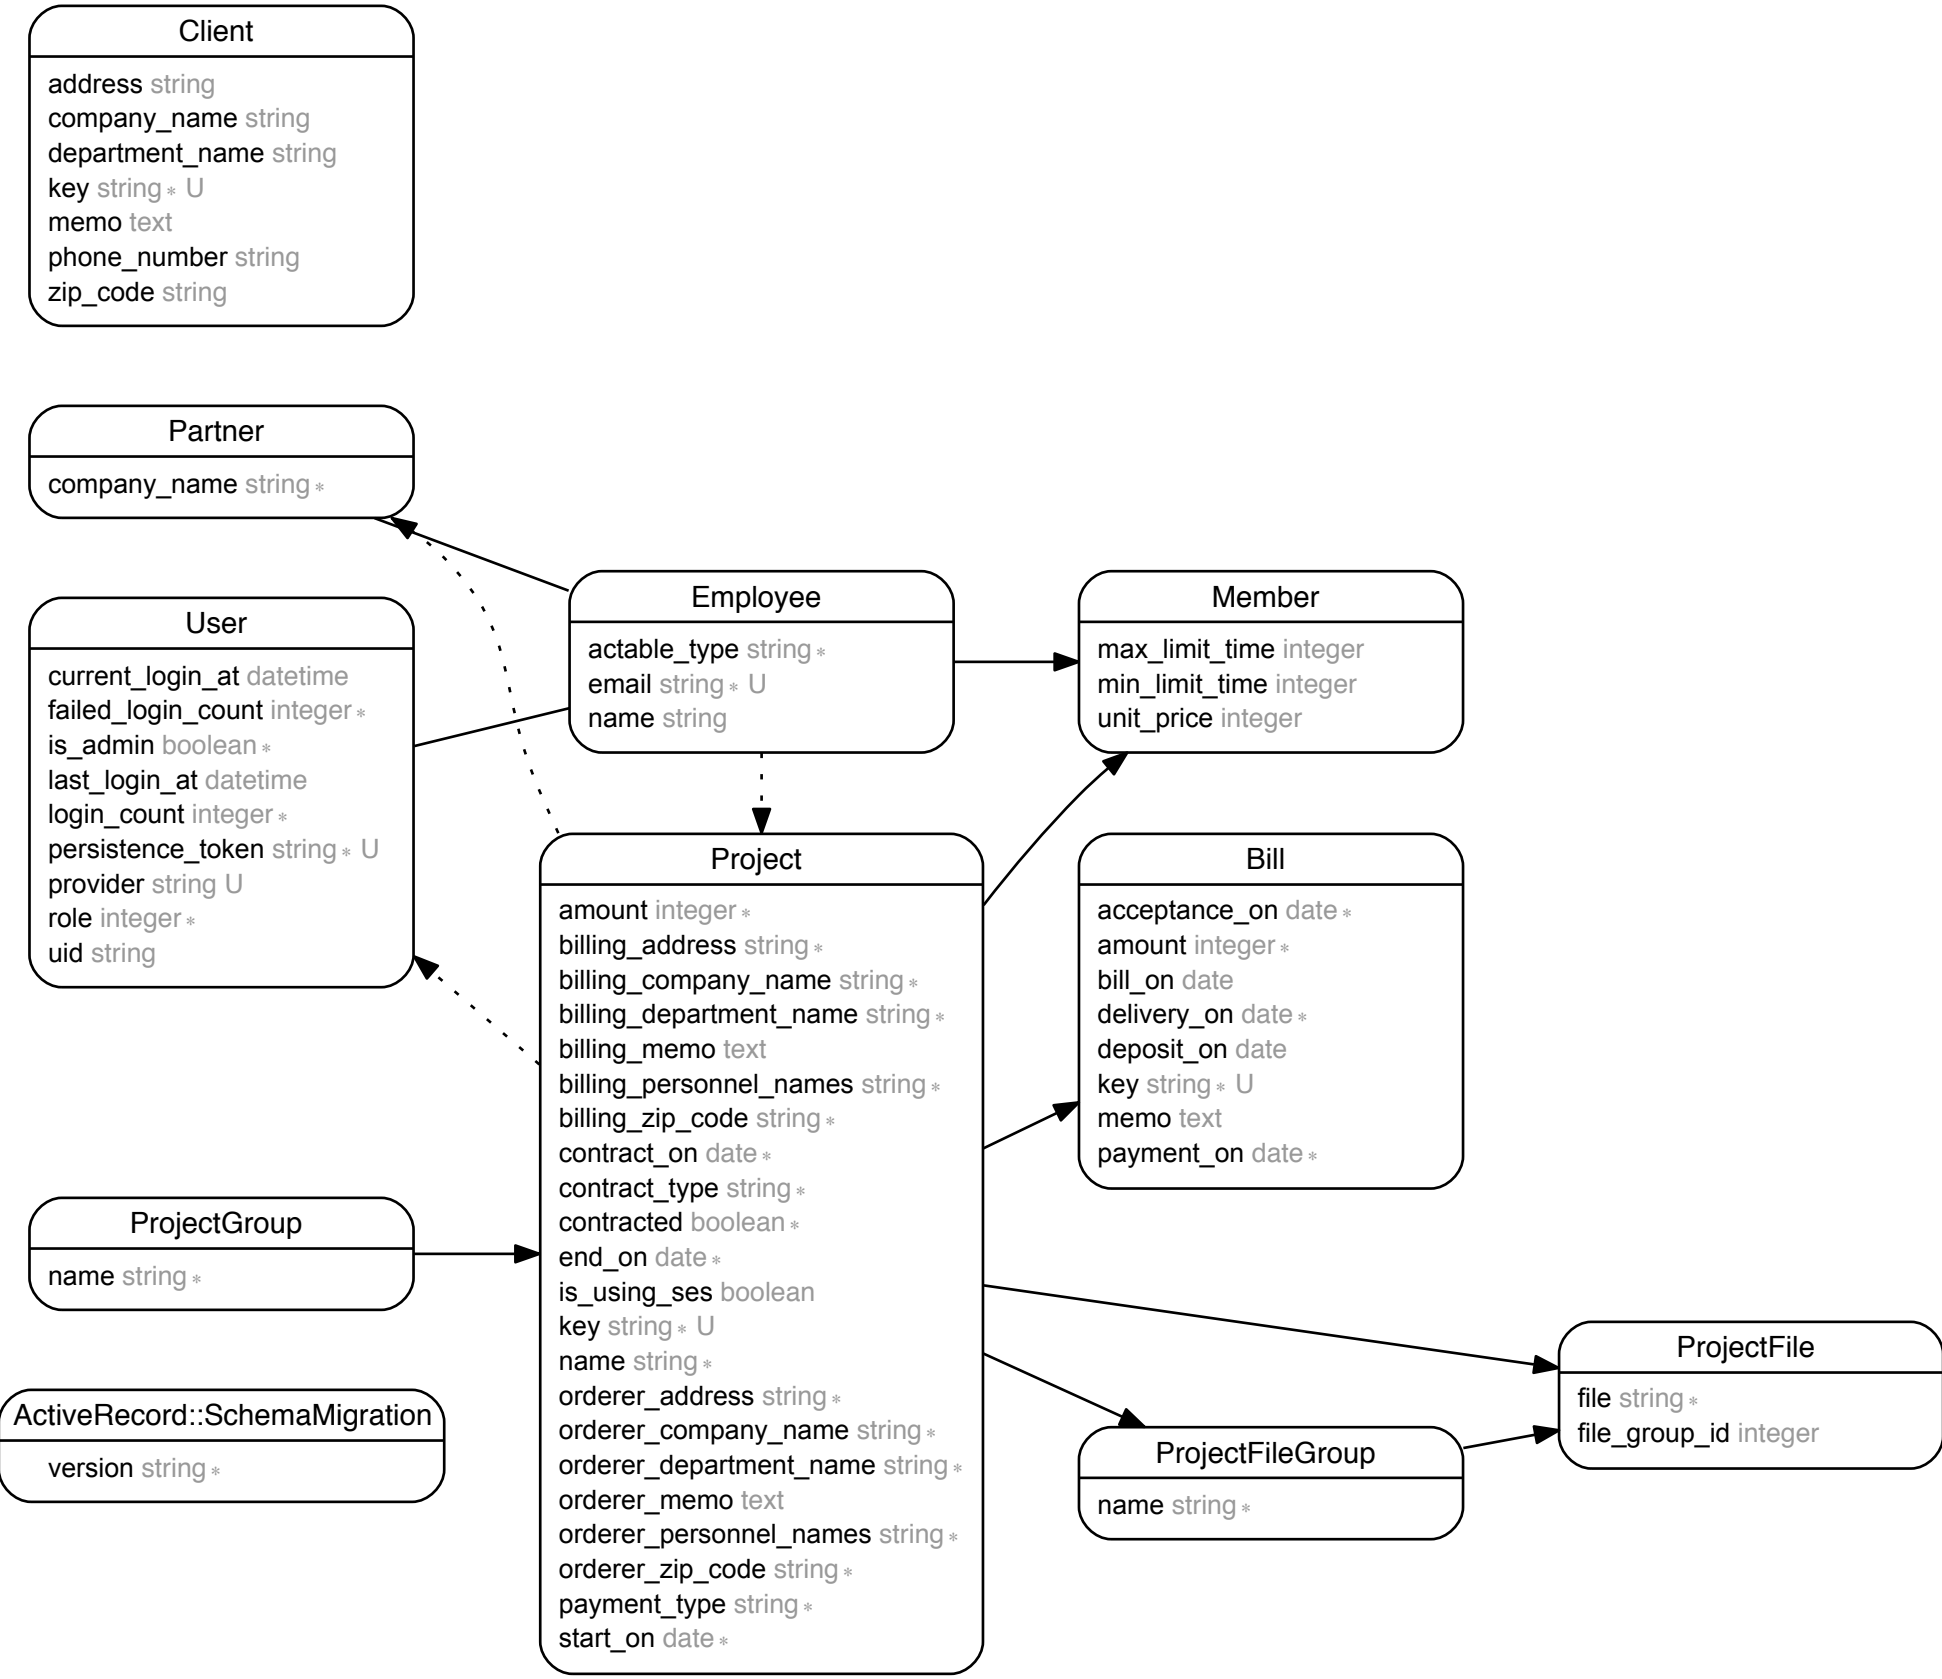 Client
address string
company_name string
department_name string
key string* U
memo text
phone_number string
zip_code string
Partner
company_name string*
User
current_login_at datetime
failed_login_count integer*
is_admin boolean*
last_login_at datetime
login_count integer*
persistence_token string* U
provider string U
role integer*
uid string
Employee
actable_type string*
email string* U
name string
Member
max_limit_time integer
min_limit_time integer
unit_price integer
Project
amount integer*
billing_address string*
billing_company_name string*
billing_department_name string*
billing_memo text
billing_personnel_names string*
billing_zip_code string*
contract_on date*
contract_type string*
contracted boolean*
end_on date*
is_using_ses boolean
key string* U
name string*
orderer_address string*
orderer_company_name string*
orderer_department_name string*
orderer_memo text
orderer_personnel_names string*
orderer_zip_code string*
payment_type string*
start_on date*
Bill
acceptance_on date*
amount integer*
bill_on date
delivery_on date*
deposit_on date
key string* U
memo text
payment_on date*
ProjectGroup
name string*
ActiveRecord::SchemaMigration
version string*
ProjectFileGroup
name string*
ProjectFile
file string*
file_group_id integer